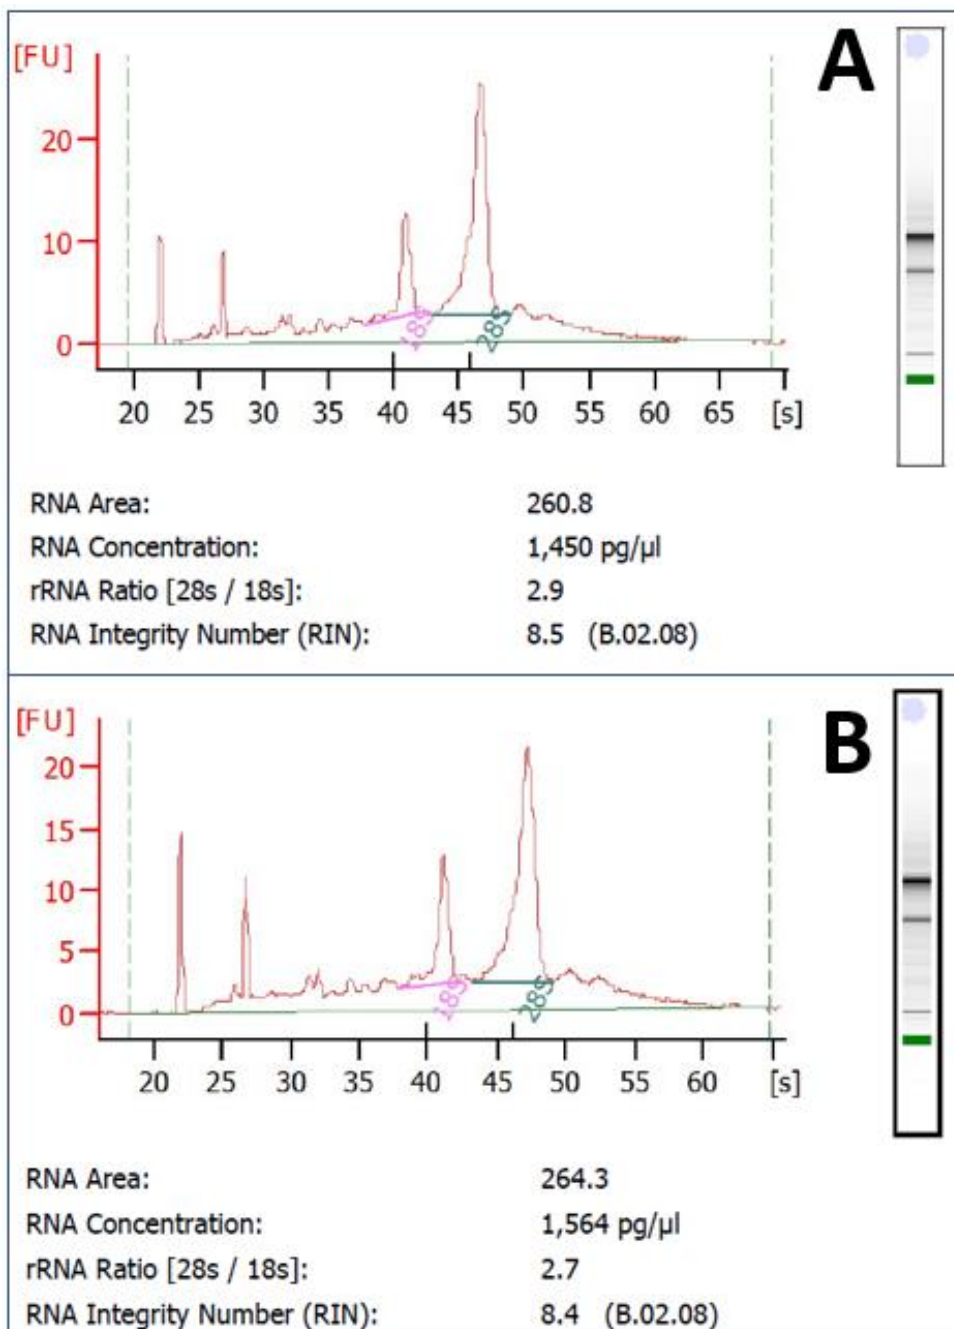 [FU]
A
20
10
0
18S
28S
20 25 30 35 40 45 50 55 60 65 [s]
RNA Area: 260.8
RNA Concentration: 1,450 pg/µl
rRNA Ratio [28s / 18s]: 2.9
RNA Integrity Number (RIN): 8.5 (B.02.08)
[FU]
B
20
15
10
5
0
18S
28S
20 25 30 35 40 45 50 55 60 [s]
RNA Area: 264.3
RNA Concentration: 1,564 pg/µl
rRNA Ratio [28s / 18s]: 2.7
RNA Integrity Number (RIN): 8.4 (B.02.08)